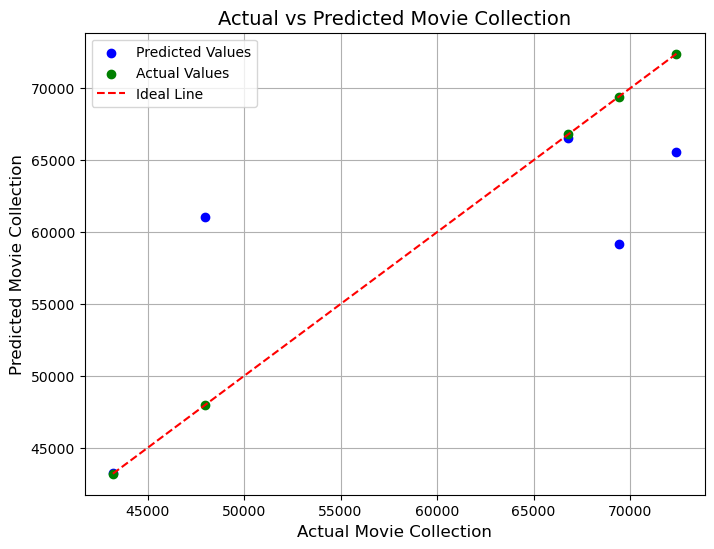 Actual vs Predicted Movie Collection
Predicted Values
Actual Values
Ideal Line
Predicted Movie Collection
70000
65000
60000
55000
50000
45000
45000 50000 55000 60000 65000 70000
Actual Movie Collection